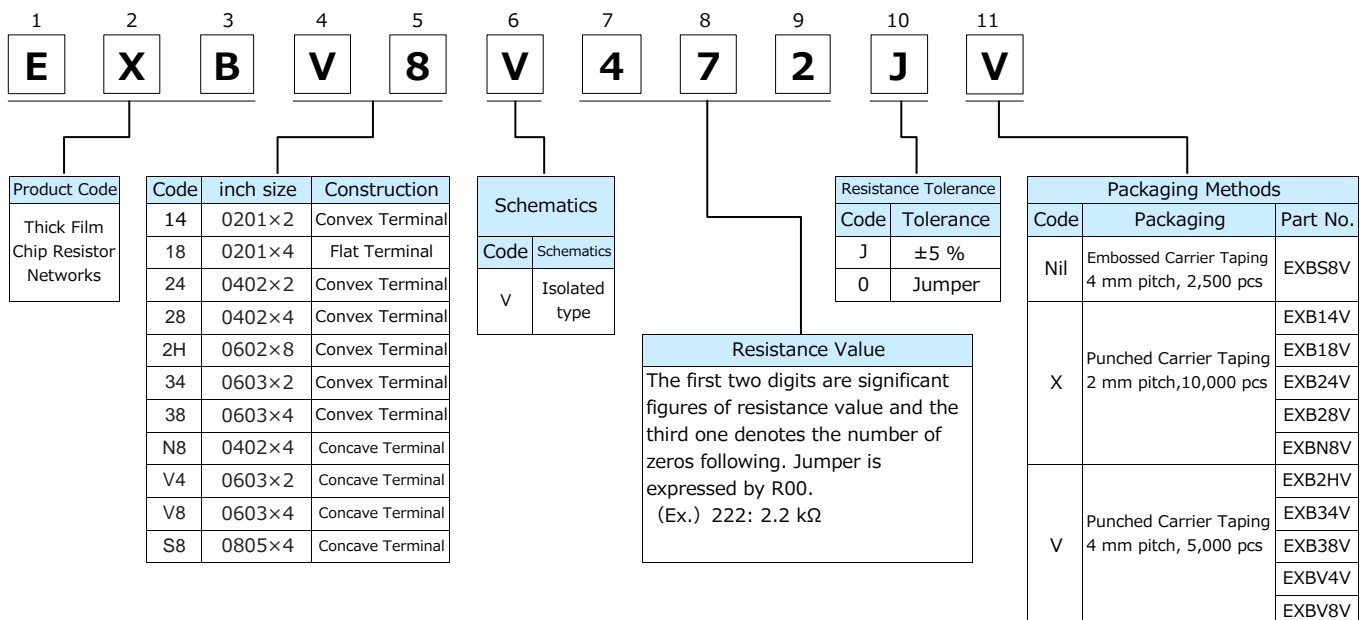 1 2 3 4 5 6 7 8 9 10 11
E X B V 8 V 4 7 2 J V
Product Code
Thick Film
Chip Resistor
Networks
Code inch size Construction
14 0201×2 Convex Terminal
18 0201×4 Flat Terminal
24 0402×2 Convex Terminal
28 0402×4 Convex Terminal
2H 0602×8 Convex Terminal
34 0603×2 Convex Terminal
38 0603×4 Convex Terminal
N8 0402×4 Concave Terminal
V4 0603×2 Concave Terminal
V8 0603×4 Concave Terminal
S8 0805×4 Concave Terminal
Schematics
Code Schematics
V Isolated
type
Resistance Value
The first two digits are significant
figures of resistance value and the
third one denotes the number of
zeros following. Jumper is
expressed by R00.
(Ex.) 222: 2.2 kΩ
Resistance Tolerance
Code Tolerance
J ±5 %
0 Jumper
Packaging Methods
Code Packaging Part No.
Nil Embossed Carrier Taping
4 mm pitch, 2,500 pcs EXBS8V
X Punched Carrier Taping
2 mm pitch,10,000 pcs
EXB14V
EXB18V
EXB24V
EXB28V
EXBN8V
V Punched Carrier Taping
4 mm pitch, 5,000 pcs
EXB2HV
EXB34V
EXB38V
EXBV4V
EXBV8V